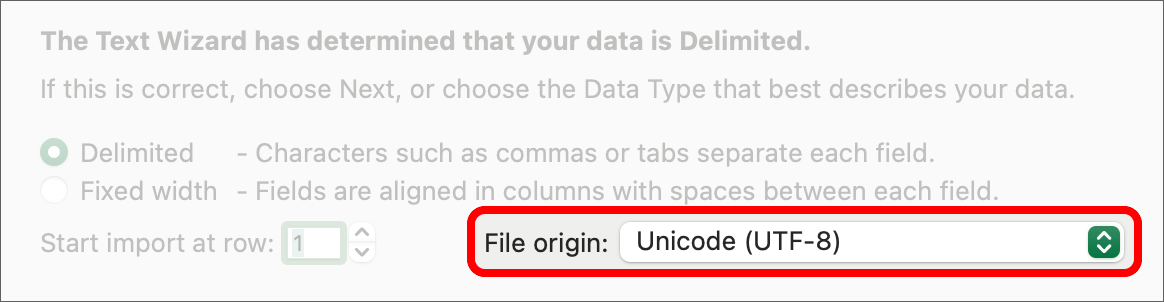 The Text Wizard has determined that your data is Delimited.
If this is correct, choose Next, or choose the Data Type that best describes your data.
Delimited - Characters such as commas or tabs separate each field.
Fixed width - Fields are aligned in columns with spaces between each field.
Start import at row: 1 File origin: Unicode (UTF-8)